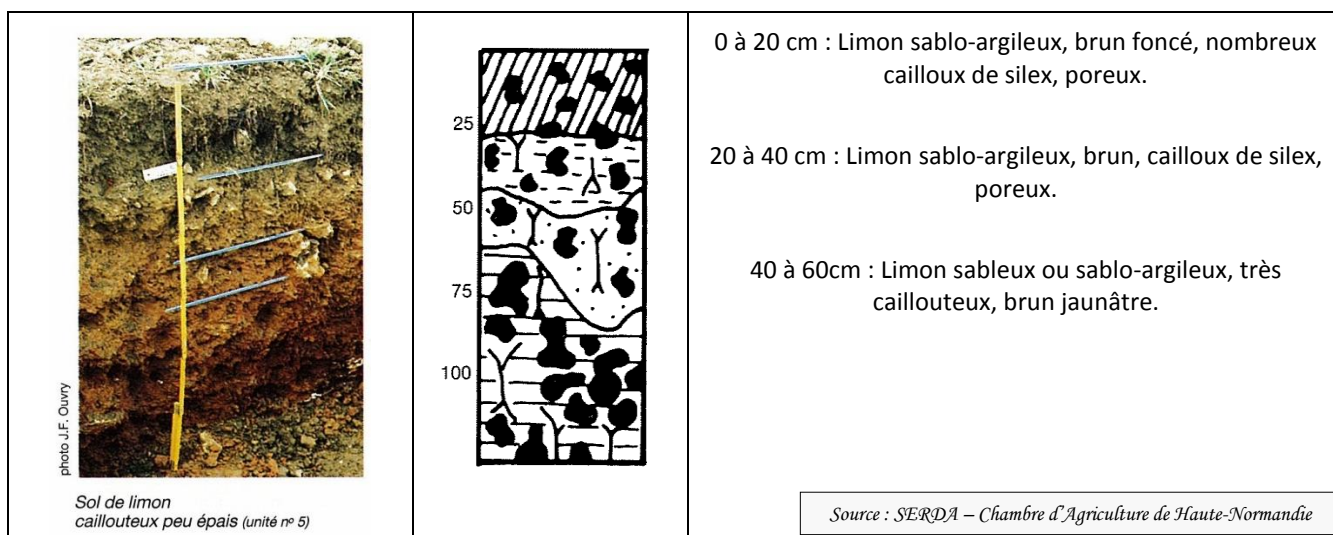 photo J.F. Ouvry
Sol de limon
caillouteux peu épais (unité nº 5)
25
50
75
100
0 à 20 cm : Limon sablo-argileux, brun foncé, nombreux
cailloux de silex, poreux.
20 à 40 cm : Limon sablo-argileux, brun, cailloux de silex,
poreux.
40 à 60cm : Limon sableux ou sablo-argileux, très
caillouteux, brun jaunâtre.
Source : SERDA – Chambre d'Agriculture de Haute-Normandie